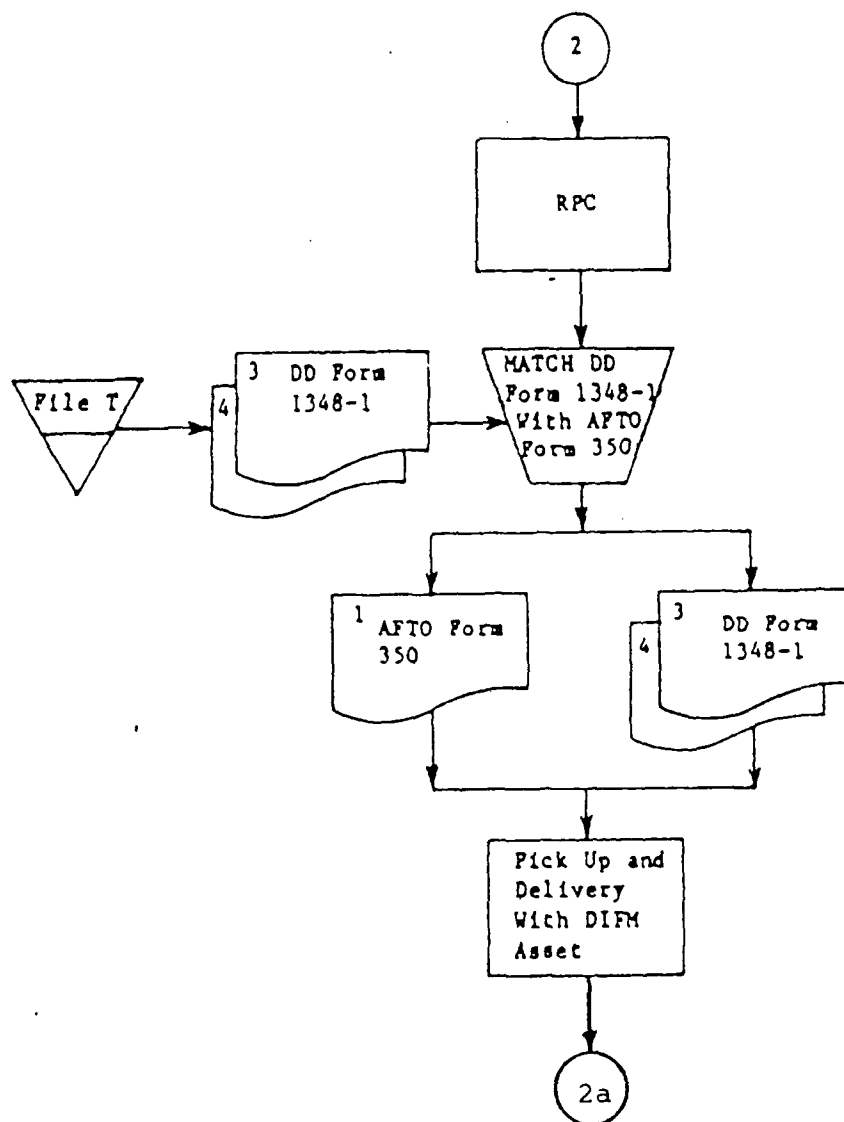 2
RPC
File T
3 DD Form
1348-1
4
MATCH DD
Form 1348-1
With AFTO
Form 350
1 AFTO Form
350
3 DD Form
1348-1
4
Pick Up and
Delivery
With DIFM
Asset
2a